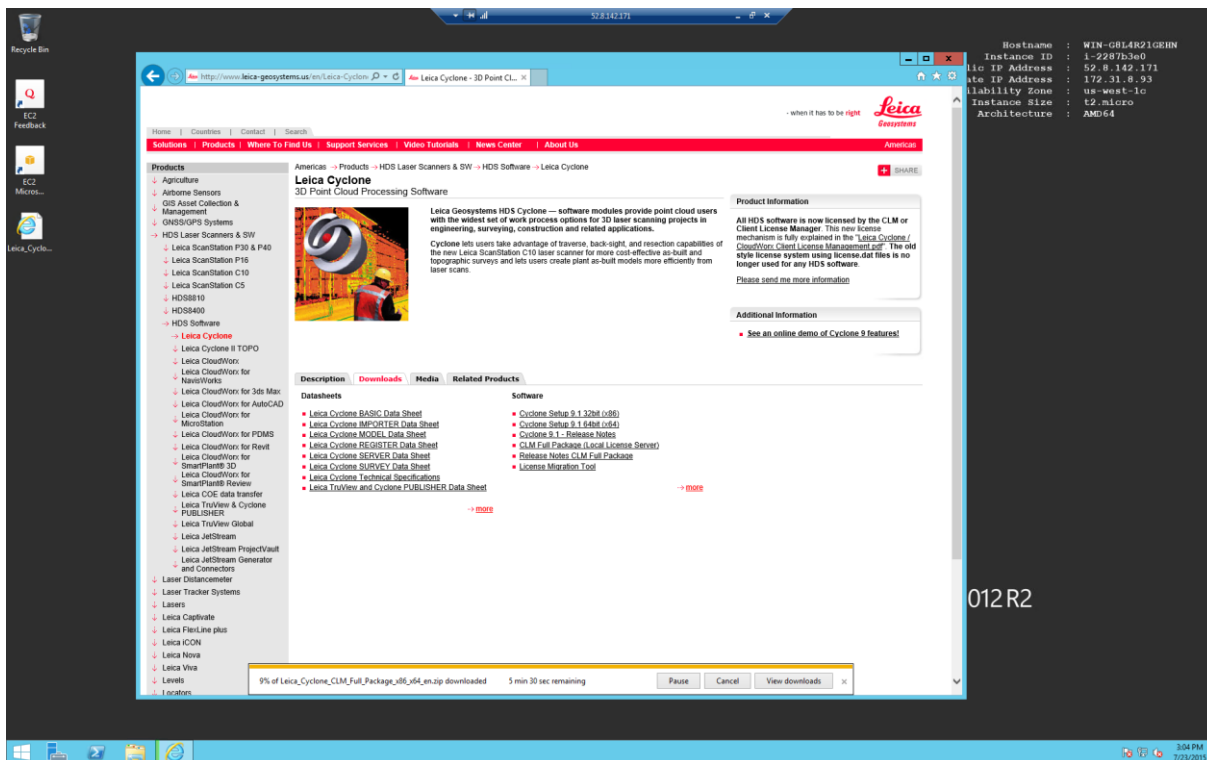 52.8.142.171
Recycle Bin
EC2
Feedback
EC2
Micros...
Leica_Cyclo...
Hostname : WIN-G8L4R21GEHN
Instance ID : i-2287b3e0
lic IP Address : 52.8.142.171
ate IP Address : 172.31.8.93
ilability Zone : us-west-1c
Instance Size : t2.micro
Architecture : AMD64
http://www.leica-geosystems.us/en/Leica-Cyclon
Leica Cyclone - 3D Point Cl...
- when it has to be right
Leica
Geosystems
Home | Countries | Contact | Search
Solutions | Products | Where To Find Us | Support Services | Video Tutorials | News Center | About Us
Americas
Products
Agriculture
Airborne Sensors
GIS Asset Collection &
Management
GNSS/GPS Systems
HDS Laser Scanners & SW
Leica ScanStation P30 & P40
Leica ScanStation P16
Leica ScanStation C10
Leica ScanStation C5
HDS8810
HDS8400
HDS Software
Leica Cyclone
Leica Cyclone II TOPO
Leica CloudWorx
Leica CloudWorx for
NavisWorks
Leica CloudWorx for 3ds Max
Leica CloudWorx for AutoCAD
Leica CloudWorx for
MicroStation
Leica CloudWorx for PDMS
Leica CloudWorx for Revit
Leica CloudWorx for
SmartPlant® 3D
Leica CloudWorx for
SmartPlant® Review
Leica COE data transfer
Leica TruView & Cyclone
PUBLISHER
Leica TruView Global
Leica JetStream
Leica JetStream ProjectVault
Leica JetStream Generator
and Connectors
Laser Distancemeter
Laser Tracker Systems
Lasers
Leica Captivate
Leica FlexLine plus
Leica iCON
Leica Nova
Leica Viva
Levels
Locators
Americas → Products → HDS Laser Scanners & SW → HDS Software → Leica Cyclone
SHARE
Leica Cyclone
3D Point Cloud Processing Software
Leica Geosystems HDS Cyclone — software modules provide point cloud users
with the widest set of work process options for 3D laser scanning projects in
engineering, surveying, construction and related applications.
Cyclone lets users take advantage of traverse, back-sight, and resection capabilities of
the new Leica ScanStation C10 laser scanner for more cost-effective as-built and
topographic surveys and lets users create plant as-built models more efficiently from
laser scans.
Product Information
All HDS software is now licensed by the CLM or
Client License Manager. This new license
mechanism is fully explained in the "Leica Cyclone /
CloudWorx Client License Management.pdf". The old
style license system using license.dat files is no
longer used for any HDS software.
Please send me more information
Additional Information
See an online demo of Cyclone 9 features!
Description Downloads Media Related Products
Datasheets
Leica Cyclone BASIC Data Sheet
Leica Cyclone IMPORTER Data Sheet
Leica Cyclone MODEL Data Sheet
Leica Cyclone REGISTER Data Sheet
Leica Cyclone SERVER Data Sheet
Leica Cyclone SURVEY Data Sheet
Leica Cyclone Technical Specifications
Leica TruView and Cyclone PUBLISHER Data Sheet
→ more
Software
Cyclone Setup 9.1 32bit (x86)
Cyclone Setup 9.1 64bit (x64)
Cyclone 9.1 - Release Notes
CLM Full Package (Local License Server)
Release Notes CLM Full Package
License Migration Tool
→ more
012 R2
9% of Leica_Cyclone_CLM_Full_Package_x86_x64_en.zip downloaded 5 min 30 sec remaining Pause Cancel View downloads
3:04 PM
7/23/2015